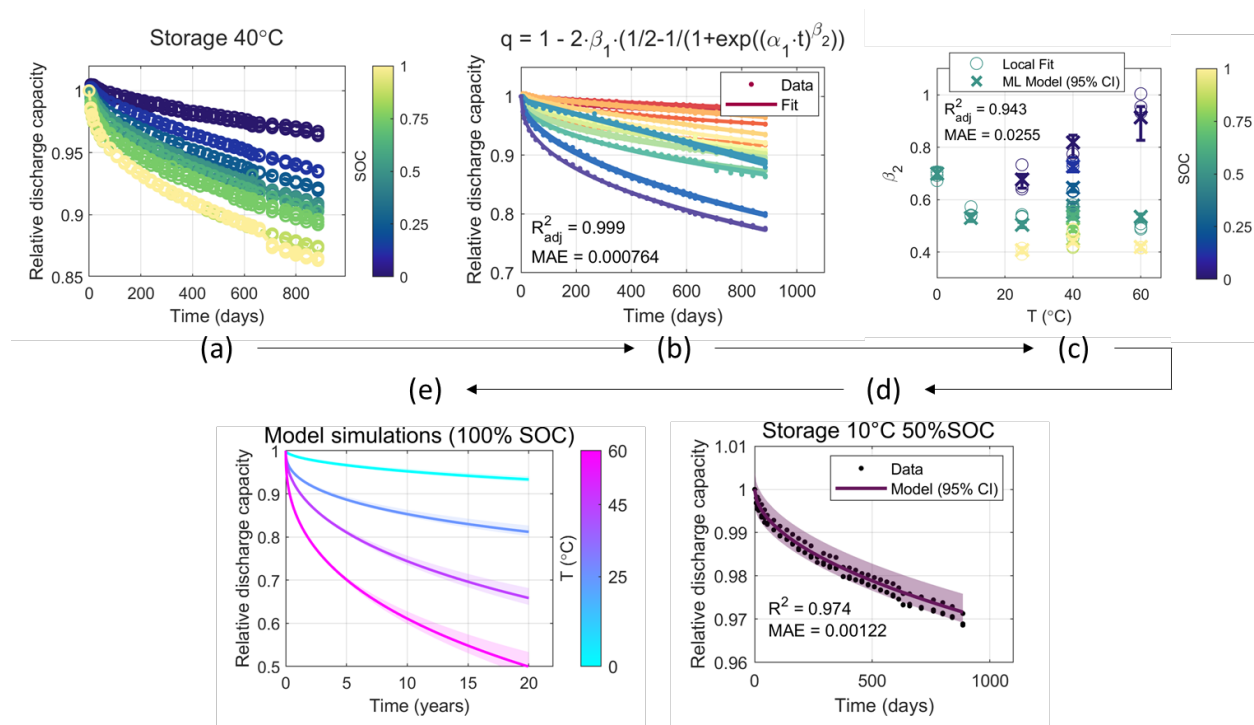 Storage 40°C
Relative discharge capacity
1
0.95
0.9
0.85
0 200 400 600 800
Time (days)
1
0.75
0.5
0.25
0
SOC
(a)
q = 1 - 2·β1·(1/2-1/(1+exp((α1·t)^β2))
Relative discharge capacity
1
0.9
0.8
0.7
Data
Fit
R²adj = 0.999
MAE = 0.000764
0 200 400 600 800 1000
Time (days)
(b)
Local Fit
ML Model (95% CI)
R²adj = 0.943
MAE = 0.0255
β2
1.0
0.8
0.6
0.4
0 20 40 60
T (°C)
1
0.75
0.5
0.25
0
SOC
(c)
(e)
(d)
Model simulations (100% SOC)
Relative discharge capacity
1
0.9
0.8
0.7
0.6
0.5
0 5 10 15 20
Time (years)
60
45
25
0
T (°C)
Storage 10°C 50%SOC
Relative discharge capacity
1.01
1
0.99
0.98
0.97
0.96
Data
Model (95% CI)
R² = 0.974
MAE = 0.00122
0 500 1000
Time (days)